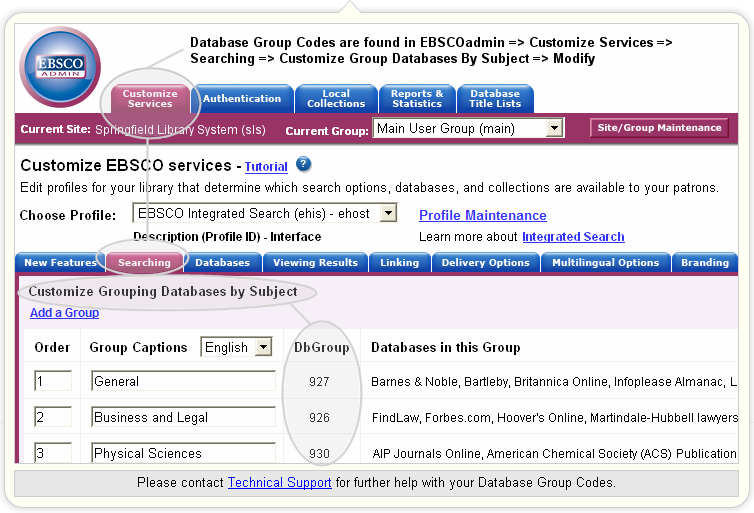 EBSCO
ADMIN
Database Group Codes are found in EBSCOadmin => Customize Services =>
Searching => Customize Group Databases By Subject => Modify
Customize Services
Authentication
Local Collections
Reports & Statistics
Database Title Lists
Current Site: Springfield Library System (sls) Current Group: Main User Group (main) Site/Group Maintenance
Customize EBSCO services - Tutorial ?
Edit profiles for your library that determine which search options, databases, and collections are available to your patrons.
Choose Profile: EBSCO Integrated Search (ehis) - ehost Profile Maintenance
Description (Profile ID) - Interface Learn more about Integrated Search
New Features Searching Databases Viewing Results Linking Delivery Options Multilingual Options Branding
Customize Grouping Databases by Subject
Add a Group
Order Group Captions English DbGroup Databases in this Group
1 General 927 Barnes & Noble, Bartleby, Britannica Online, Infoplease Almanac, L
2 Business and Legal 926 FindLaw, Forbes.com, Hoover's Online, Martindale-Hubbell lawyers
3 Physical Sciences 930 AIP Journals Online, American Chemical Society (ACS) Publication
Please contact Technical Support for further help with your Database Group Codes.